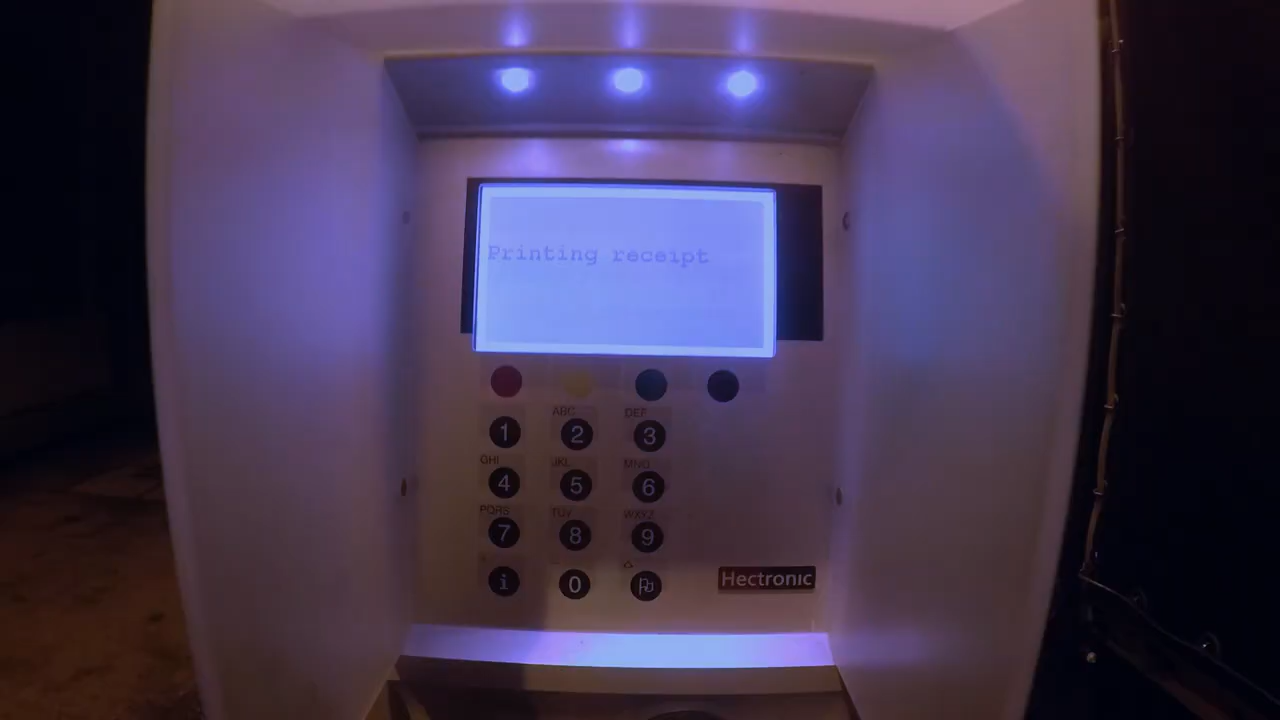 Printing receipt
1
ABC
2
DEF
3
GHI
4
JKL
5
MNO
6
PQRS
7
TUV
8
WXYZ
9
i
0
Hectronic